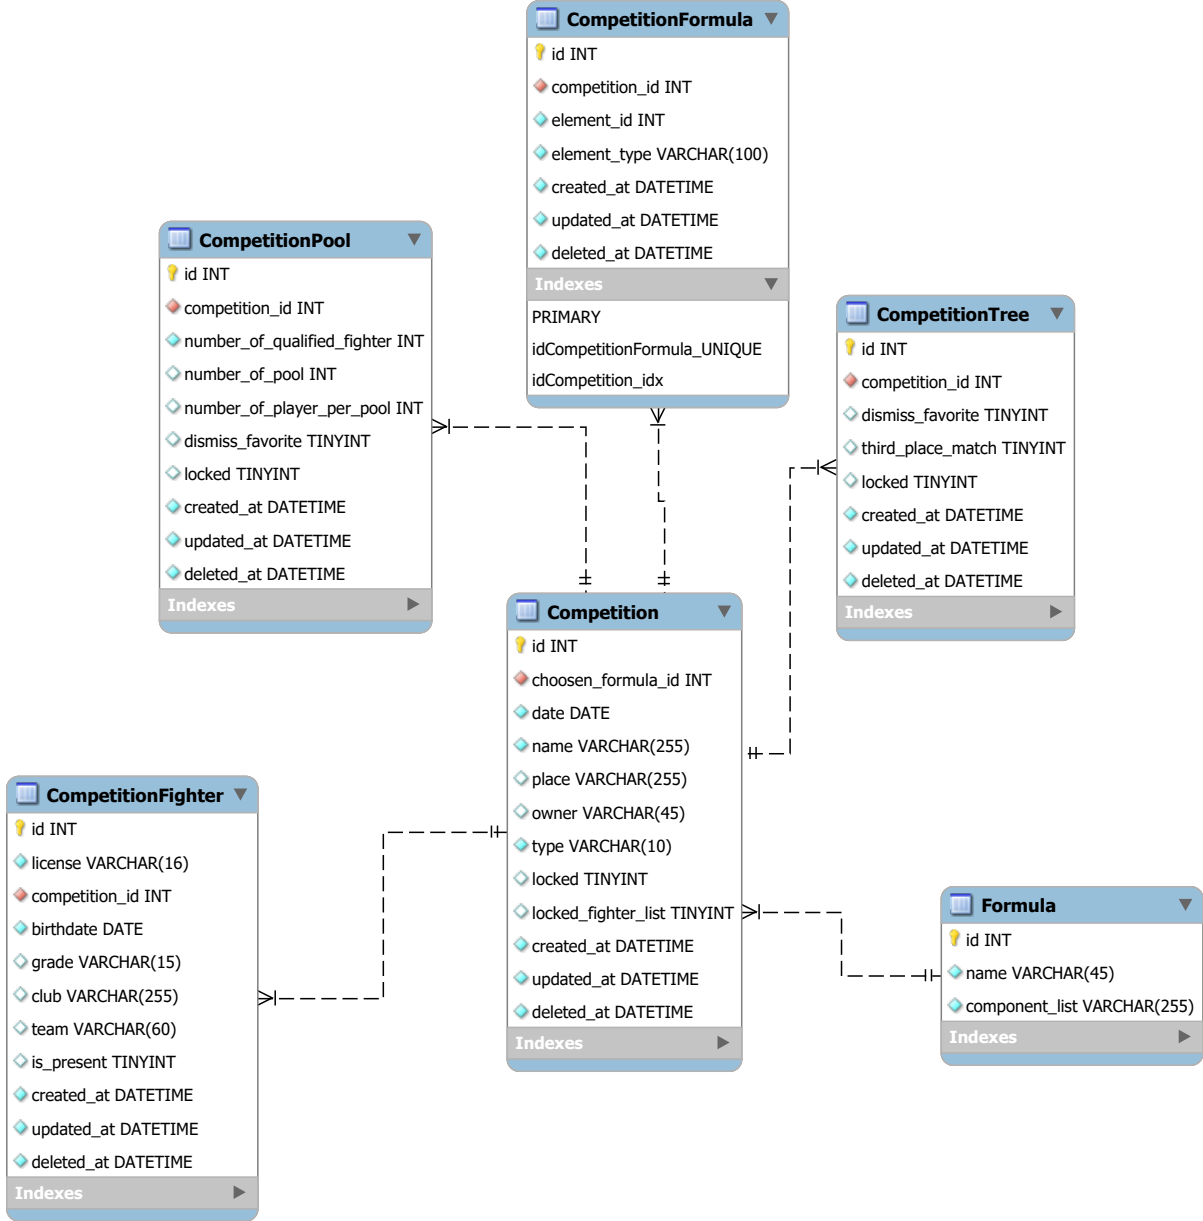 CompetitionFormula
id INT
competition_id INT
element_id INT
element_type VARCHAR(100)
created_at DATETIME
updated_at DATETIME
deleted_at DATETIME
Indexes
PRIMARY
idCompetitionFormula_UNIQUE
idCompetition_idx
CompetitionPool
id INT
competition_id INT
number_of_qualified_fighter INT
number_of_pool INT
number_of_player_per_pool INT
dismiss_favorite TINYINT
locked TINYINT
created_at DATETIME
updated_at DATETIME
deleted_at DATETIME
Indexes
CompetitionTree
id INT
competition_id INT
dismiss_favorite TINYINT
third_place_match TINYINT
locked TINYINT
created_at DATETIME
updated_at DATETIME
deleted_at DATETIME
Indexes
Competition
id INT
choosen_formula_id INT
date DATE
name VARCHAR(255)
place VARCHAR(255)
owner VARCHAR(45)
type VARCHAR(10)
locked TINYINT
locked_fighter_list TINYINT
created_at DATETIME
updated_at DATETIME
deleted_at DATETIME
Indexes
CompetitionFighter
id INT
license VARCHAR(16)
competition_id INT
birthdate DATE
grade VARCHAR(15)
club VARCHAR(255)
team VARCHAR(60)
is_present TINYINT
created_at DATETIME
updated_at DATETIME
deleted_at DATETIME
Indexes
Formula
id INT
name VARCHAR(45)
component_list VARCHAR(255)
Indexes